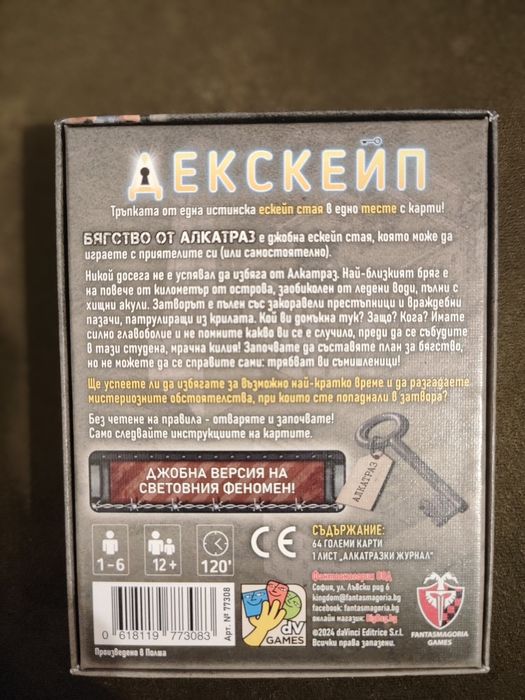 ДЕКСКЕЙП
Тръпката от една истинска ескейп стая в едно тесте с карти!
БЯГСТВО ОТ АЛКАТРАЗ е джобна ескейп стая, която може да
играете с приятелите си (или самостоятелно).
Никой досега не е успявал да избяга от Алкатраз. Най-близкият бряг е
на повече от километър от острова, заобиколен от ледени води, пълни с
хищни акули. Затворът е пълен със закоравели престъпници и враждебни
пазачи, патрулиращи из крилата. Кой ви домъкна тук? Защо? Кога? Имате
силно главоболие и не помните какво ви се е случило, преди да се събудите
в тази студена, мрачна килия! Започвате да съставяте план за бягство,
но не можете да се справите сами: трябват ви съмишленици!
Ще успеете ли да избягате за възможно най-кратко време и да разгадаете
мистериозните обстоятелства, при които сте попаднали в затвора?
Без четене на правила - отваряте и започвате!
Само следвайте инструкциите на картите.
АЛКАТРАЗ
ДЖОБНА ВЕРСИЯ НА
СВЕТОВНИЯ ФЕНОМЕН!
1-6
12+
120'
CE
СЪДЪРЖАНИЕ:
64 ГОЛЕМИ КАРТИ
1 ЛИСТ „АЛКАТРАЗКИ ЖУРНАЛ"
0 618119 773083
Арт. № 77308
Произведено в Полша
dV
GAMES
Фантасмагория ООД
София, ул. Лъвски рид 6
kingdom@fantasmagoria.bg
facebook: fantasmagoria.bg
онлайн магазин: BigBag.bg
©2024 daVinci Editrice S.r.l.
Всички права запазени.
FANTASMAGORIA
GAMES